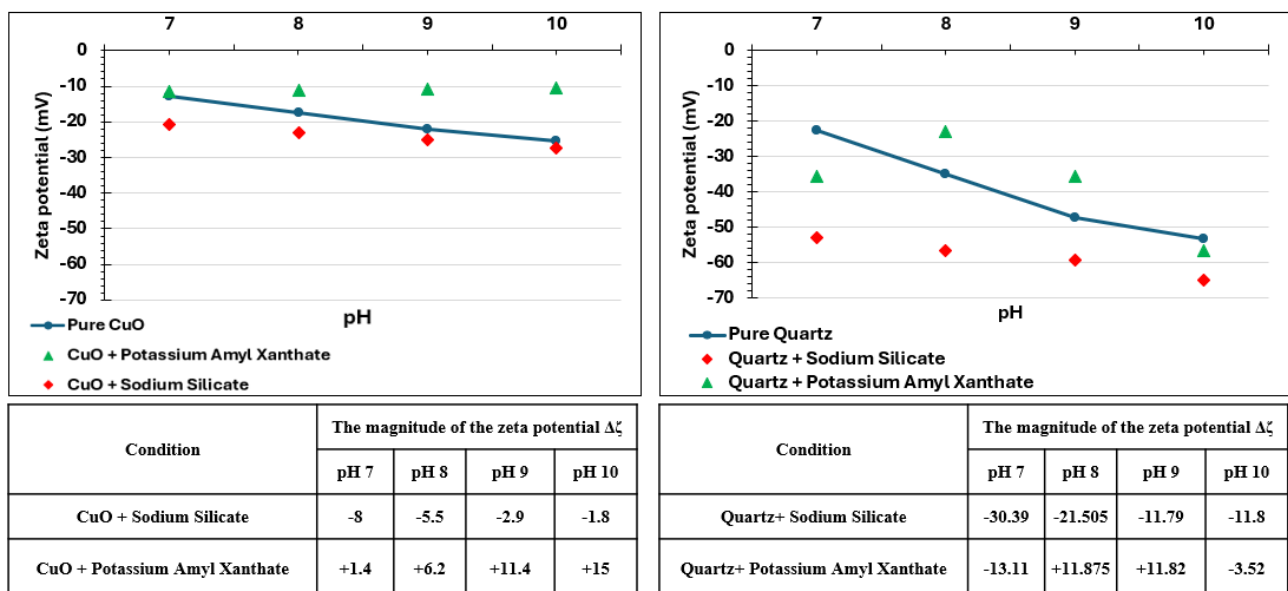 7 8 9 10
0
-10
-20
-30
-40
-50
-60
-70
Zeta potential (mV)
pH
Pure CuO
CuO + Potassium Amyl Xanthate
CuO + Sodium Silicate
7 8 9 10
0
-10
-20
-30
-40
-50
-60
-70
Zeta potential (mV)
pH
Pure Quartz
Quartz + Sodium Silicate
Quartz + Potassium Amyl Xanthate
Condition The magnitude of the zeta potential Δζ
pH 7 pH 8 pH 9 pH 10
CuO + Sodium Silicate -8 -5.5 -2.9 -1.8
CuO + Potassium Amyl Xanthate +1.4 +6.2 +11.4 +15
Condition The magnitude of the zeta potential Δζ
pH 7 pH 8 pH 9 pH 10
Quartz+ Sodium Silicate -30.39 -21.505 -11.79 -11.8
Quartz+ Potassium Amyl Xanthate -13.11 +11.875 +11.82 -3.52